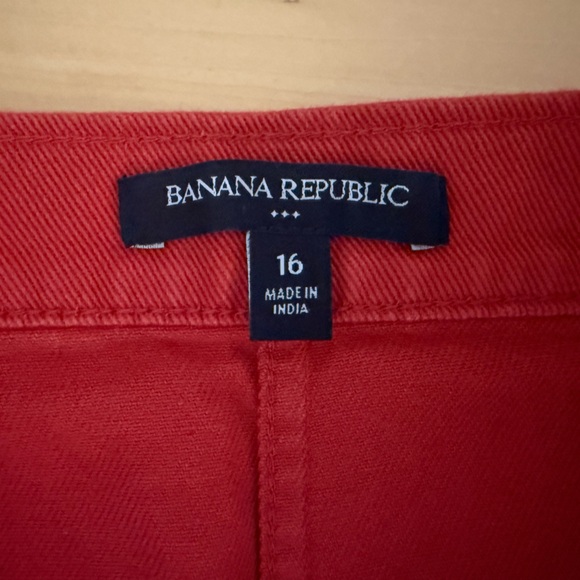 BANANA REPUBLIC
16
MADE IN
INDIA